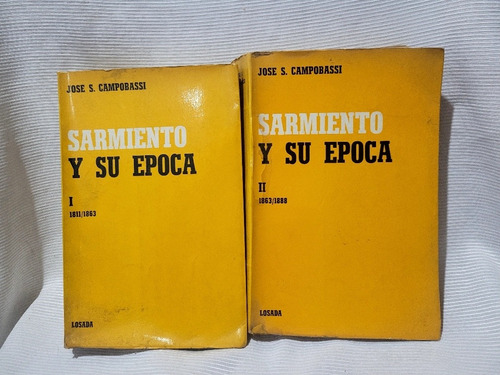 JOSE S. CAMPOBASSI
SARMIENTO
Y SU EPOCA
I
1811/1863
LOSADA
JOSE S. CAMPOBASSI
SARMIENTO
Y SU EPOCA
II
1863/1888
LOSADA